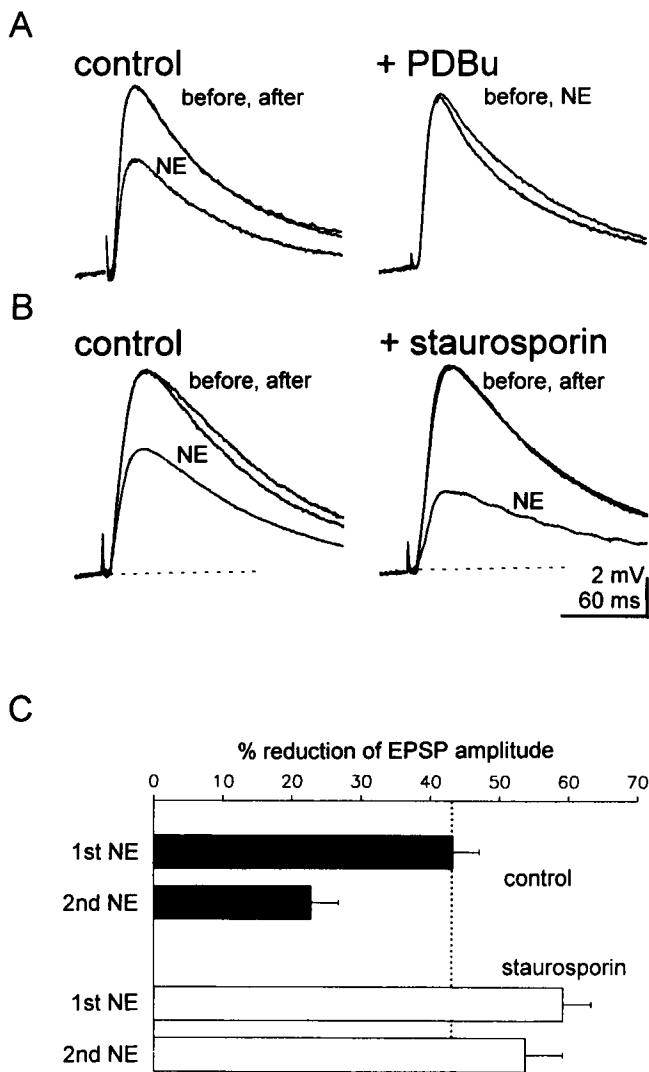 A
control
before, after
NE
+ PDBu
before, NE
B
control
before, after
NE
+ staurosporin
before, after
NE
2 mV
60 ms
C
% reduction of EPSP amplitude
0 10 20 30 40 50 60 70
1st NE
control
2nd NE
staurosporin
1st NE
2nd NE